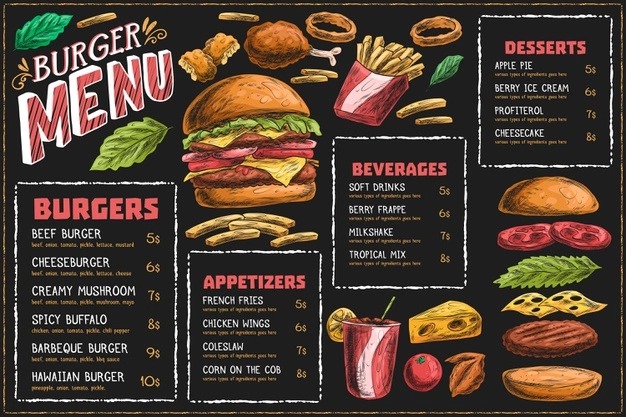 BURGER
MENU
BURGERS
BEEF BURGER 5$
beef, onion, tomato, pickle, lettuce, mustard
CHEESEBURGER 6$
beef, onion, tomato, pickle, lettuce, cheese
CREAMY MUSHROOM 7$
beef, onion, tomato, pickle, mushroom, mayo
SPICY BUFFALO 8$
chicken, onion, tomato, pickle, chili pepper
BARBEQUE BURGER 9$
beef, onion, tomato, pickle, bbq sauce
HAWAIIAN BURGER 10$
pineapple, onion, tomato, pickle,
APPETIZERS
FRENCH FRIES 5$
various types of ingredients goes here
CHICKEN WINGS 6$
various types of ingredients goes here
COLESLAW 7$
various types of ingredients goes here
CORN ON THE COB 8$
various types of ingredients goes here
BEVERAGES
SOFT DRINKS 5$
various types of ingredients goes here
BERRY FRAPPE 6$
various types of ingredients goes here
MILKSHAKE 7$
various types of ingredients goes here
TROPICAL MIX 8$
various types of ingredients goes here
DESSERTS
APPLE PIE 5$
various types of ingredients goes here
BERRY ICE CREAM 6$
various types of ingredients goes here
PROFITEROL 7$
various types of ingredients goes here
CHEESECAKE 8$
various types of ingredients goes here